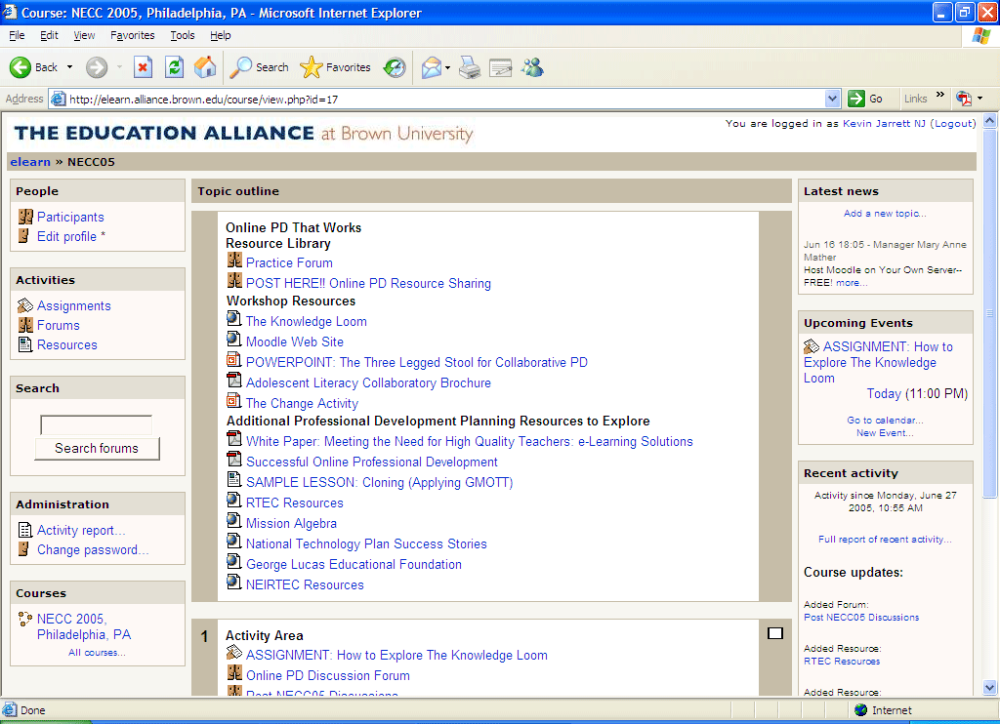 Course: NECC 2005, Philadelphia, PA - Microsoft Internet Explorer
File Edit View Favorites Tools Help
Back Search Favorites
Address http://elearn.alliance.brown.edu/course/view.php?id=17 Go Links »
THE EDUCATION ALLIANCE at Brown University
You are logged in as Kevin Jarrett NJ (Logout)
elearn » NECC05
People
Participants
Edit profile *
Activities
Assignments
Forums
Resources
Search
Search forums
Administration
Activity report...
Change password...
Courses
NECC 2005,
Philadelphia, PA
All courses...
Topic outline
Online PD That Works
Resource Library
Practice Forum
POST HERE!! Online PD Resource Sharing
Workshop Resources
The Knowledge Loom
Moodle Web Site
POWERPOINT: The Three Legged Stool for Collaborative PD
Adolescent Literacy Collaboratory Brochure
The Change Activity
Additional Professional Development Planning Resources to Explore
White Paper: Meeting the Need for High Quality Teachers: e-Learning Solutions
Successful Online Professional Development
SAMPLE LESSON: Cloning (Applying GMOTT)
RTEC Resources
Mission Algebra
National Technology Plan Success Stories
George Lucas Educational Foundation
NEIRTEC Resources
1 Activity Area
ASSIGNMENT: How to Explore The Knowledge Loom
Online PD Discussion Forum
Post NECC05 Discussions
Latest news
Add a new topic...
Jun 16 18:05 - Manager Mary Anne
Mather
Host Moodle on Your Own Server--
FREE! more...
Upcoming Events
ASSIGNMENT: How to
Explore The Knowledge
Loom
Today (11:00 PM)
Go to calendar...
New Event...
Recent activity
Activity since Monday, June 27
2005, 10:55 AM
Full report of recent activity...
Course updates:
Added Forum:
Post NECC05 Discussions
Added Resource:
RTEC Resources
Added Resource:
Done Internet